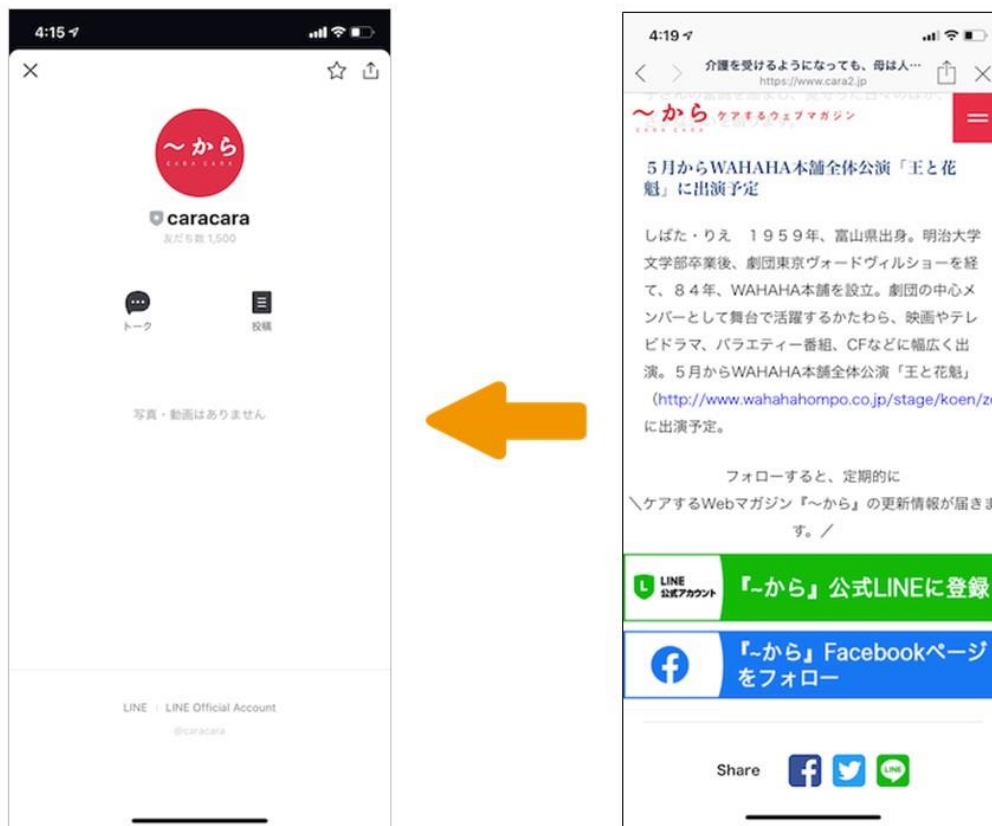 4:15
～から
CARA CARA
caracara
友だち数 1,500
トーク
投稿
写真・動画はありません
LINE | LINE Official Account
@caracara
4:19
介護を受けるようになっても、母は人…
https://www.cara2.jp
～から ケアするウェブマガジン
CARA CARA
５月からWAHAHA本舗全体公演「王と花
魁」に出演予定
しばた・りえ　１９５９年、富山県出身。明治大学
文学部卒業後、劇団東京ヴォードヴィルショーを経
て、８４年、WAHAHA本舗を設立。劇団の中心メ
ンバーとして舞台で活躍するかたわら、映画やテレ
ビドラマ、バラエティー番組、CFなどに幅広く出
演。５月からWAHAHA本舗全体公演「王と花魁」
（http://www.wahahahompo.co.jp/stage/koen/ze
に出演予定。
フォローすると、定期的に
＼ケアするWebマガジン『～から』の更新情報が届きま
す。／
LINE
公式アカウント
『~から』公式LINEに登録
『~から』Facebookページ
をフォロー
Share
LINE